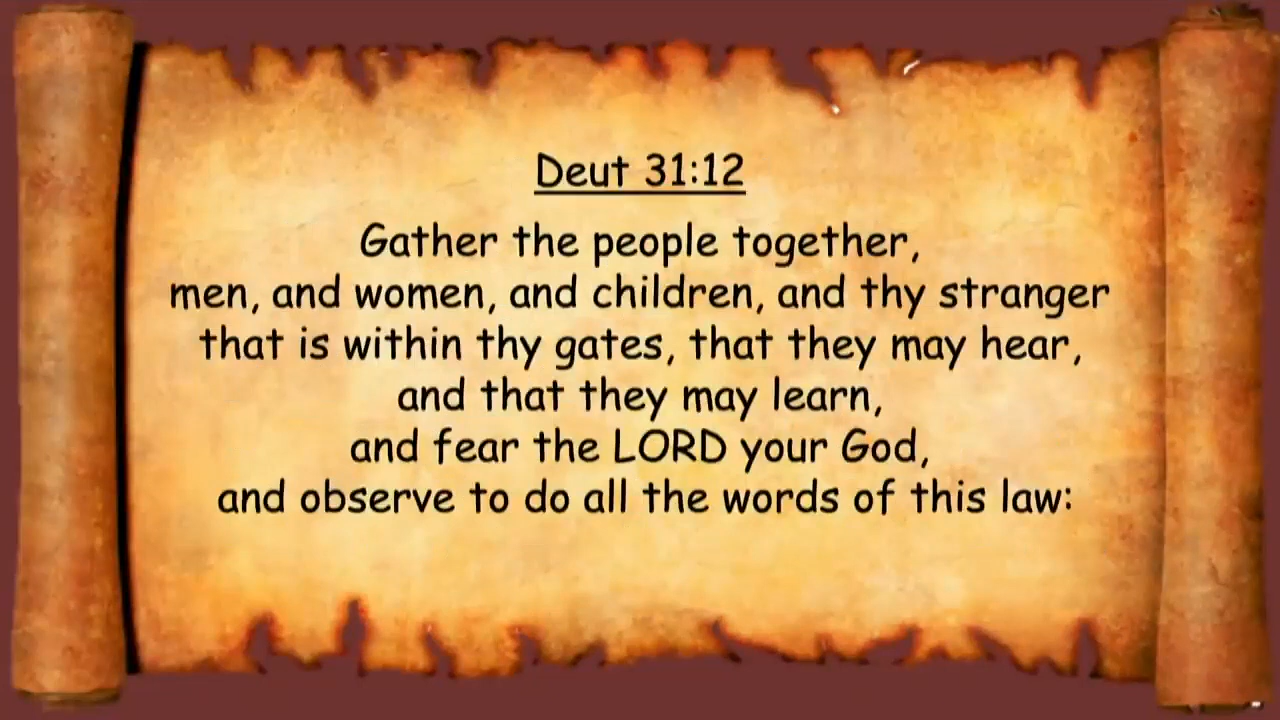 Deut 31:12
Gather the people together,
men, and women, and children, and thy stranger
that is within thy gates, that they may hear,
and that they may learn,
and fear the LORD your God,
and observe to do all the words of this law: